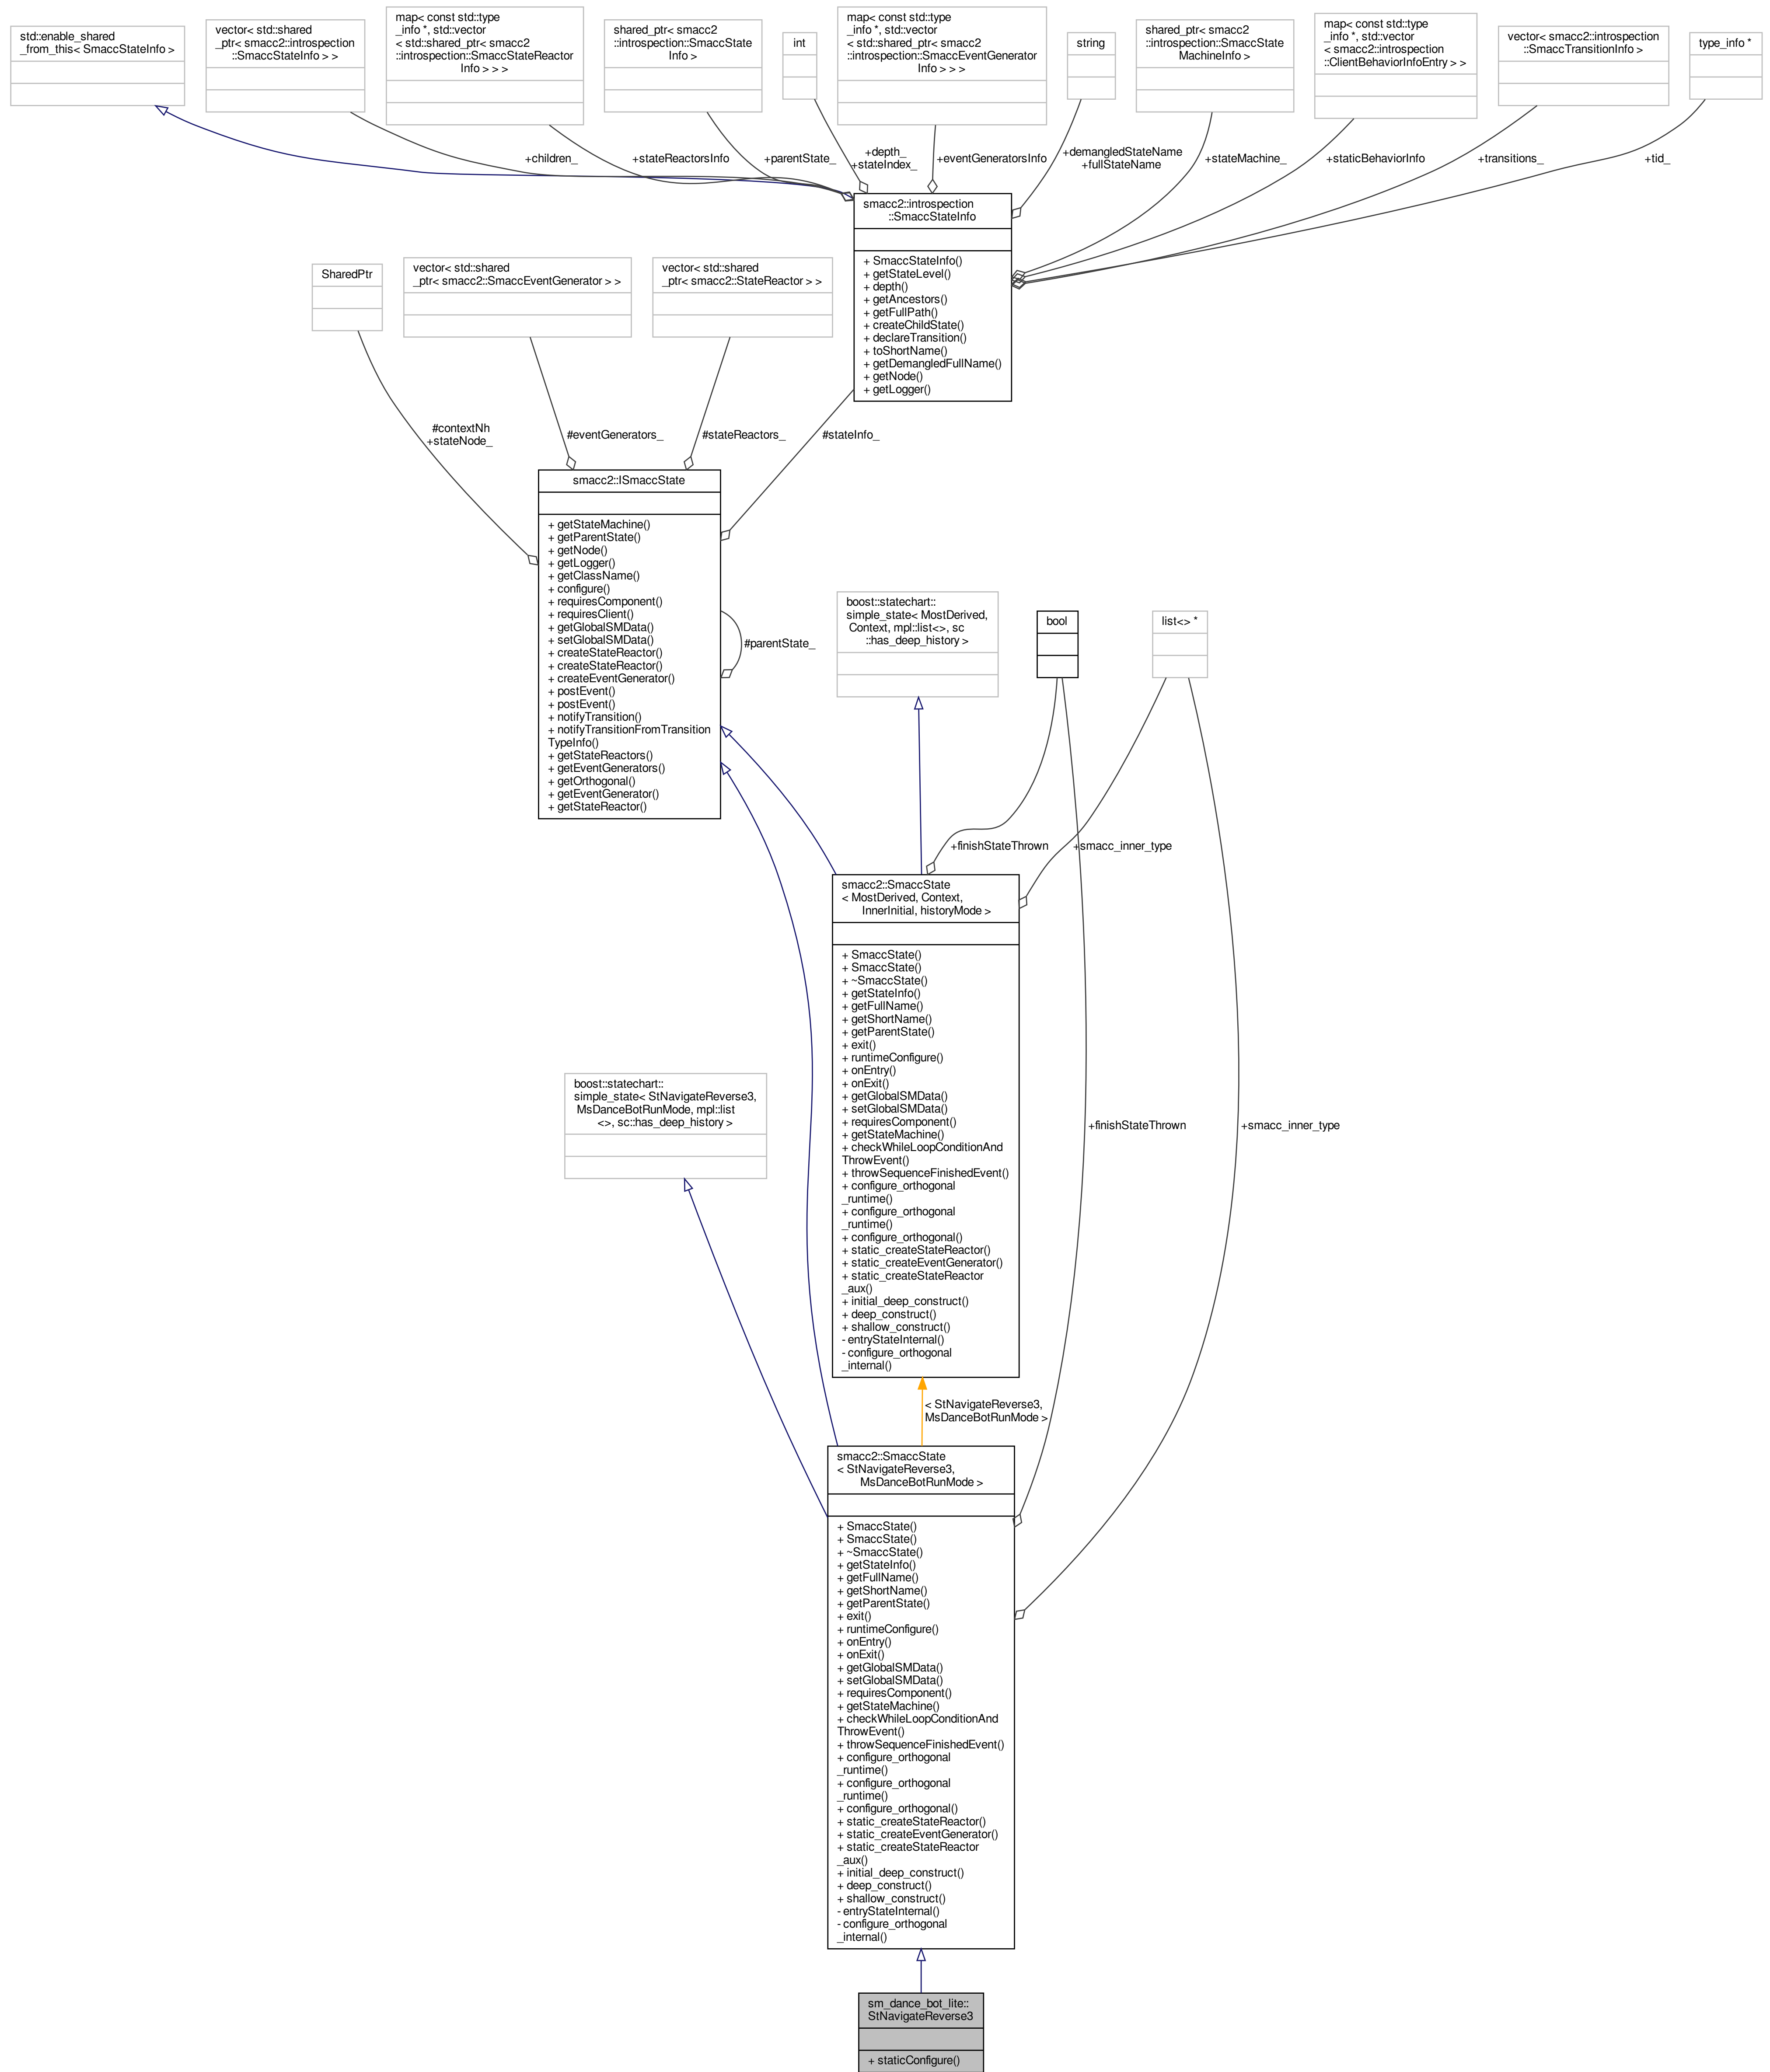 std::enable_shared
_from_this< SmaccStateInfo >
vector< std::shared
_ptr< smacc2::introspection
::SmaccStateInfo > >
map< const std::type
_info *, std::vector
< std::shared_ptr< smacc2
::introspection::SmaccStateReactor
Info > > >
shared_ptr< smacc2
::introspection::SmaccState
Info >
int
map< const std::type
_info *, std::vector
< std::shared_ptr< smacc2
::introspection::SmaccEventGenerator
Info > > >
string
shared_ptr< smacc2
::introspection::SmaccState
MachineInfo >
map< const std::type
_info *, std::vector
< smacc2::introspection
::ClientBehaviorInfoEntry > >
vector< smacc2::introspection
::SmaccTransitionInfo >
type_info *
+children_
+stateReactorsInfo
+parentState_
+depth_
+stateIndex_
+eventGeneratorsInfo
+demangledStateName
+fullStateName
+stateMachine_
+staticBehaviorInfo
+transitions_
+tid_
smacc2::introspection
::SmaccStateInfo
+ SmaccStateInfo()
+ getStateLevel()
+ depth()
+ getAncestors()
+ getFullPath()
+ createChildState()
+ declareTransition()
+ toShortName()
+ getDemangledFullName()
+ getNode()
+ getLogger()
SharedPtr
vector< std::shared
_ptr< smacc2::SmaccEventGenerator > >
vector< std::shared
_ptr< smacc2::StateReactor > >
#contextNh
+stateNode_
#eventGenerators_
#stateReactors_
#stateInfo_
smacc2::ISmaccState
+ getStateMachine()
+ getParentState()
+ getNode()
+ getLogger()
+ getClassName()
+ configure()
+ requiresComponent()
+ requiresClient()
+ getGlobalSMData()
+ setGlobalSMData()
+ createStateReactor()
+ createStateReactor()
+ createEventGenerator()
+ postEvent()
+ postEvent()
+ notifyTransition()
+ notifyTransitionFromTransition
TypeInfo()
+ getStateReactors()
+ getEventGenerators()
+ getOrthogonal()
+ getEventGenerator()
+ getStateReactor()
#parentState_
boost::statechart::
simple_state< MostDerived,
Context, mpl::list<>, sc
::has_deep_history >
bool
list<> *
+finishStateThrown
+smacc_inner_type
smacc2::SmaccState
< MostDerived, Context,
InnerInitial, historyMode >
+ SmaccState()
+ SmaccState()
+ ~SmaccState()
+ getStateInfo()
+ getFullName()
+ getShortName()
+ getParentState()
+ exit()
+ runtimeConfigure()
+ onEntry()
+ onExit()
+ getGlobalSMData()
+ setGlobalSMData()
+ requiresComponent()
+ getStateMachine()
+ checkWhileLoopConditionAnd
ThrowEvent()
+ throwSequenceFinishedEvent()
+ configure_orthogonal
_runtime()
+ configure_orthogonal
_runtime()
+ configure_orthogonal()
+ static_createStateReactor()
+ static_createEventGenerator()
+ static_createStateReactor
_aux()
+ initial_deep_construct()
+ deep_construct()
+ shallow_construct()
- entryStateInternal()
- configure_orthogonal
_internal()
boost::statechart::
simple_state< StNavigateReverse3,
MsDanceBotRunMode, mpl::list
<>, sc::has_deep_history >
+finishStateThrown
+smacc_inner_type
< StNavigateReverse3,
MsDanceBotRunMode >
smacc2::SmaccState
< StNavigateReverse3,
MsDanceBotRunMode >
+ SmaccState()
+ SmaccState()
+ ~SmaccState()
+ getStateInfo()
+ getFullName()
+ getShortName()
+ getParentState()
+ exit()
+ runtimeConfigure()
+ onEntry()
+ onExit()
+ getGlobalSMData()
+ setGlobalSMData()
+ requiresComponent()
+ getStateMachine()
+ checkWhileLoopConditionAnd
ThrowEvent()
+ throwSequenceFinishedEvent()
+ configure_orthogonal
_runtime()
+ configure_orthogonal
_runtime()
+ configure_orthogonal()
+ static_createStateReactor()
+ static_createEventGenerator()
+ static_createStateReactor
_aux()
+ initial_deep_construct()
+ deep_construct()
+ shallow_construct()
- entryStateInternal()
- configure_orthogonal
_internal()
sm_dance_bot_lite::
StNavigateReverse3
+ staticConfigure()